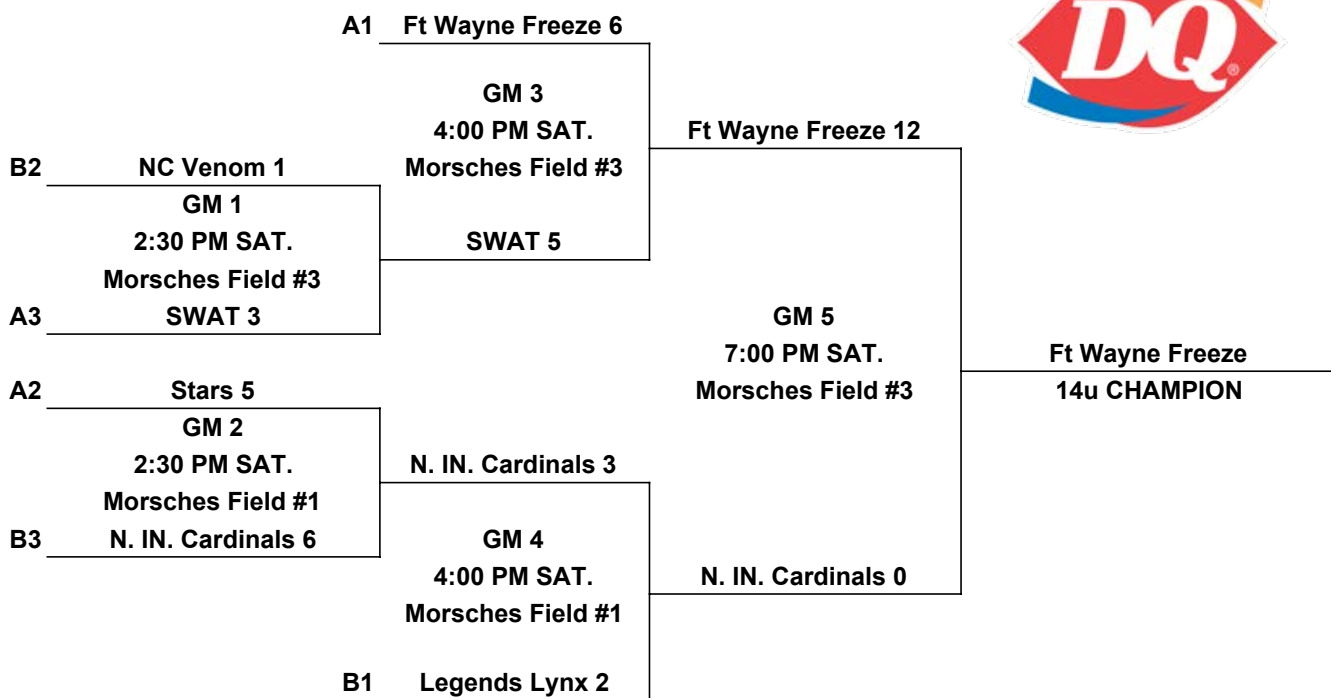 A1 Ft Wayne Freeze 6
DQ®
GM 3
4:00 PM SAT.
Morsches Field #3
Ft Wayne Freeze 12
B2 NC Venom 1
GM 1
2:30 PM SAT.
Morsches Field #3
SWAT 5
A3 SWAT 3
GM 5
7:00 PM SAT.
Morsches Field #3
Ft Wayne Freeze
14u CHAMPION
A2 Stars 5
GM 2
2:30 PM SAT.
Morsches Field #1
N. IN. Cardinals 3
B3 N. IN. Cardinals 6
GM 4
4:00 PM SAT.
Morsches Field #1
N. IN. Cardinals 0
B1 Legends Lynx 2